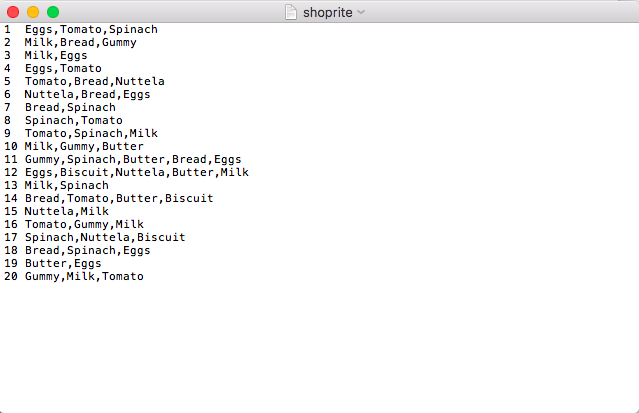 shoprite
1 Eggs,Tomato,Spinach
2 Milk,Bread,Gummy
3 Milk,Eggs
4 Eggs,Tomato
5 Tomato,Bread,Nuttela
6 Nuttela,Bread,Eggs
7 Bread,Spinach
8 Spinach,Tomato
9 Tomato,Spinach,Milk
10 Milk,Gummy,Butter
11 Gummy,Spinach,Butter,Bread,Eggs
12 Eggs,Biscuit,Nuttela,Butter,Milk
13 Milk,Spinach
14 Bread,Tomato,Butter,Biscuit
15 Nuttela,Milk
16 Tomato,Gummy,Milk
17 Spinach,Nuttela,Biscuit
18 Bread,Spinach,Eggs
19 Butter,Eggs
20 Gummy,Milk,Tomato